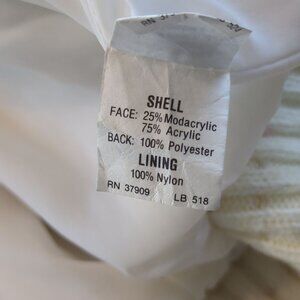 SHELL
FACE: 25% Modacrylic
75% Acrylic
BACK: 100% Polyester
LINING
100% Nylon
RN 37909 LB 518